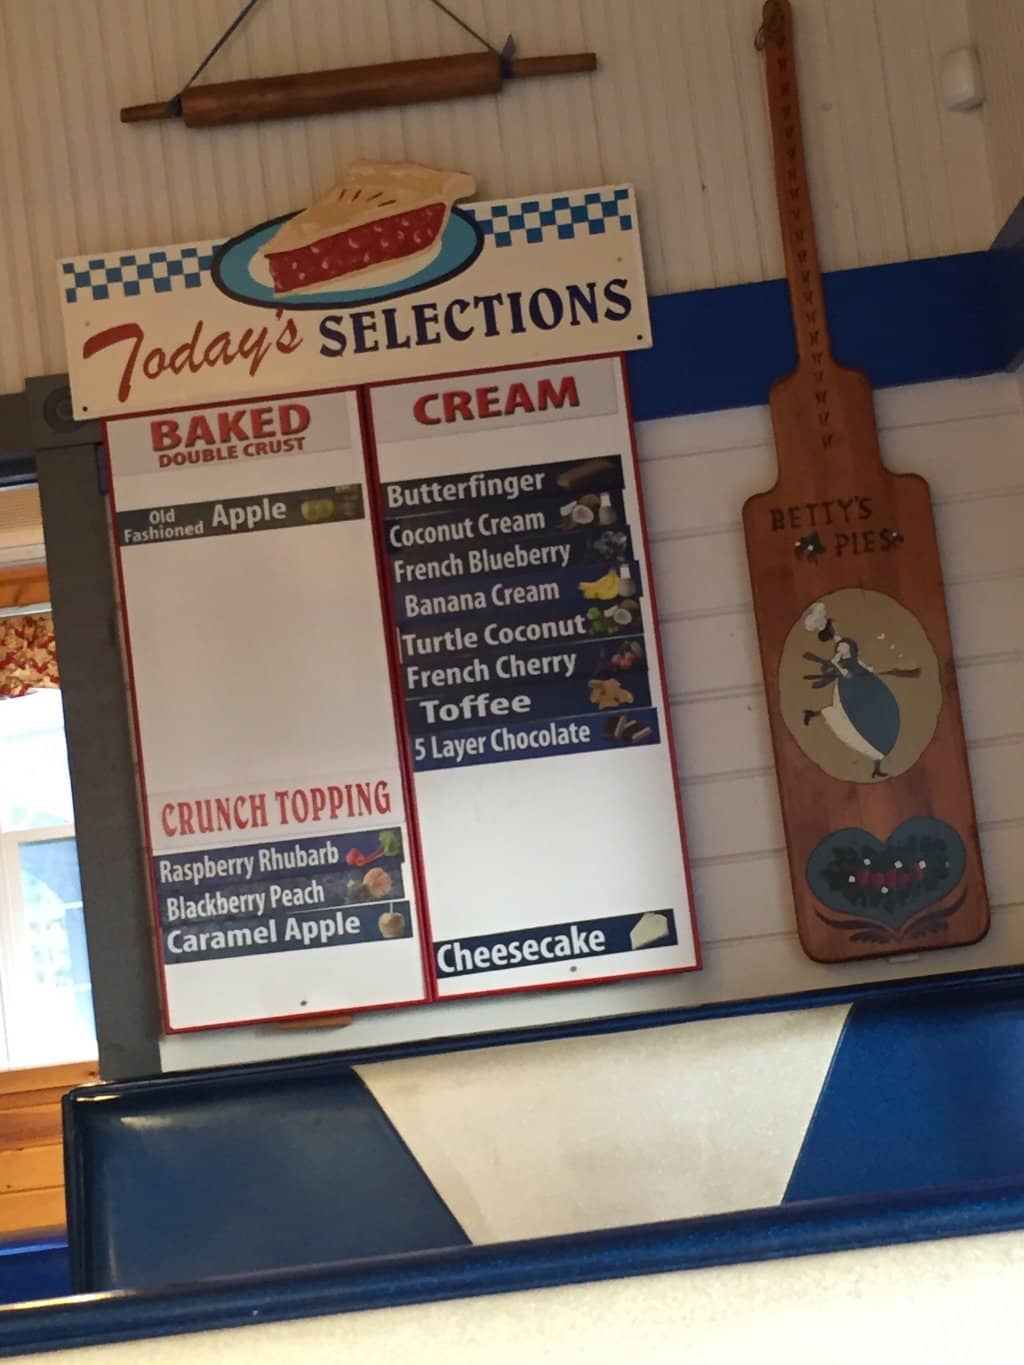 Today's SELECTIONS
BAKED
DOUBLE CRUST
Old
Fashioned Apple
CRUNCH TOPPING
Raspberry Rhubarb
Blackberry Peach
Caramel Apple
CREAM
Butterfinger
Coconut Cream
French Blueberry
Banana Cream
Turtle Coconut
French Cherry
Toffee
5 Layer Chocolate
Cheesecake
BETTY'S
PIES